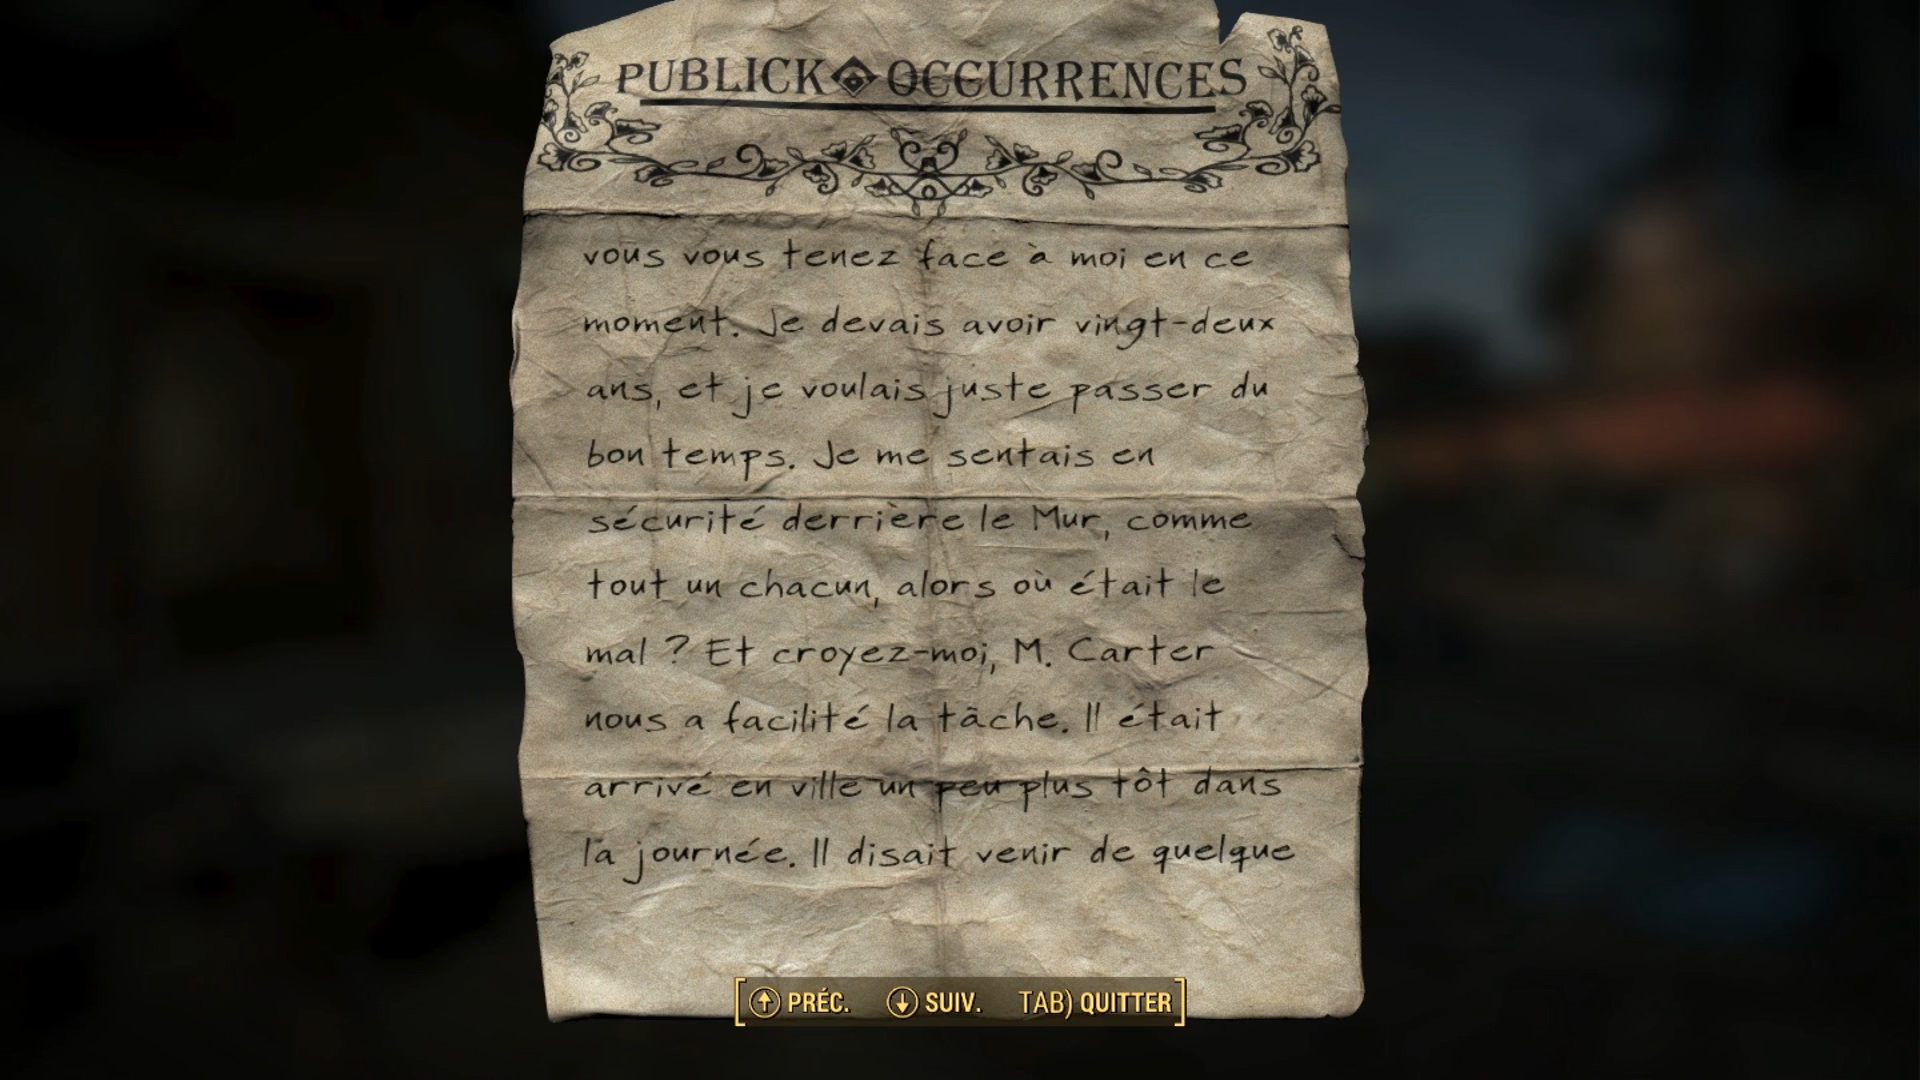 PUBLICK OCCURRENCES
vous vous tenez face à moi en ce
moment. Je devais avoir vingt-deux
ans, et je voulais juste passer du
bon temps. Je me sentais en
sécurité derrière le Mur, comme
tout un chacun, alors où était le
mal ? Et croyez-moi, M. Carter
nous a facilité la tâche. Il était
arrivé en ville un peu plus tôt dans
la journée. Il disait venir de quelque
PRÉC. SUIV. TAB) QUITTER